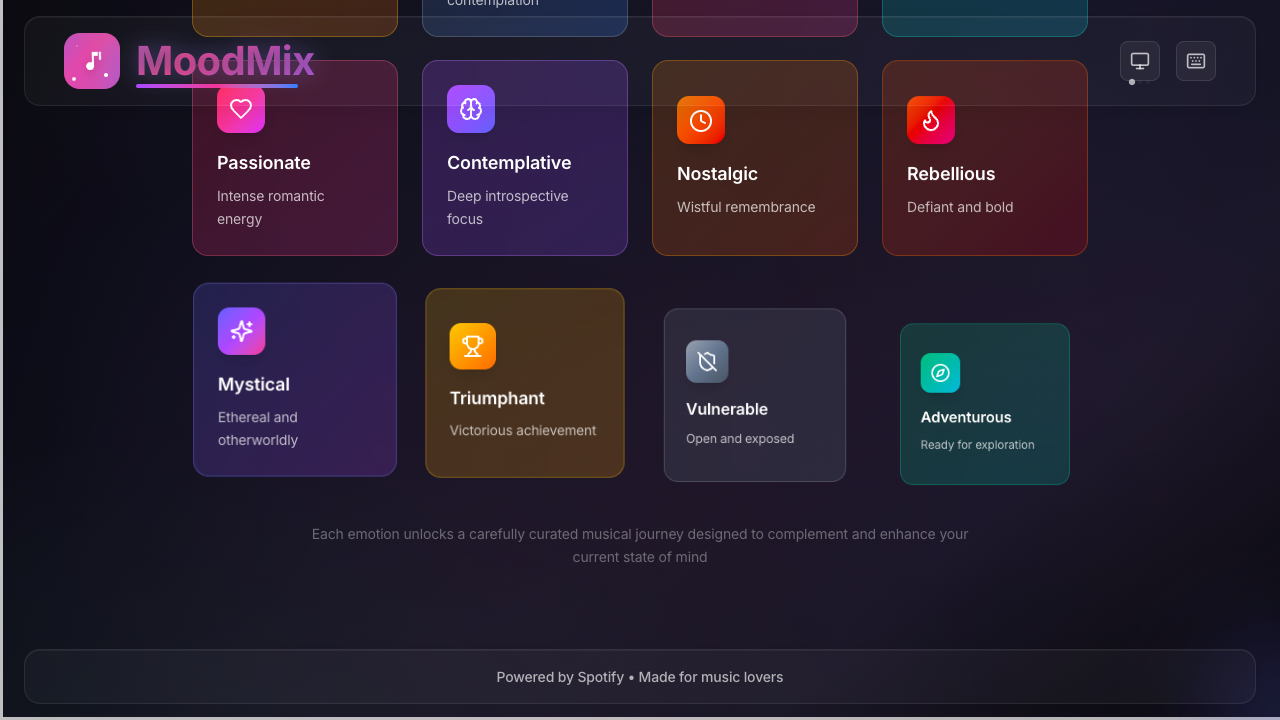 contemplation
MoodMix
Passionate
Intense romantic
energy
Contemplative
Deep introspective
focus
Nostalgic
Wistful remembrance
Rebellious
Defiant and bold
Mystical
Ethereal and
otherworldly
Triumphant
Victorious achievement
Vulnerable
Open and exposed
Adventurous
Ready for exploration
Each emotion unlocks a carefully curated musical journey designed to complement and enhance your
current state of mind
Powered by Spotify • Made for music lovers